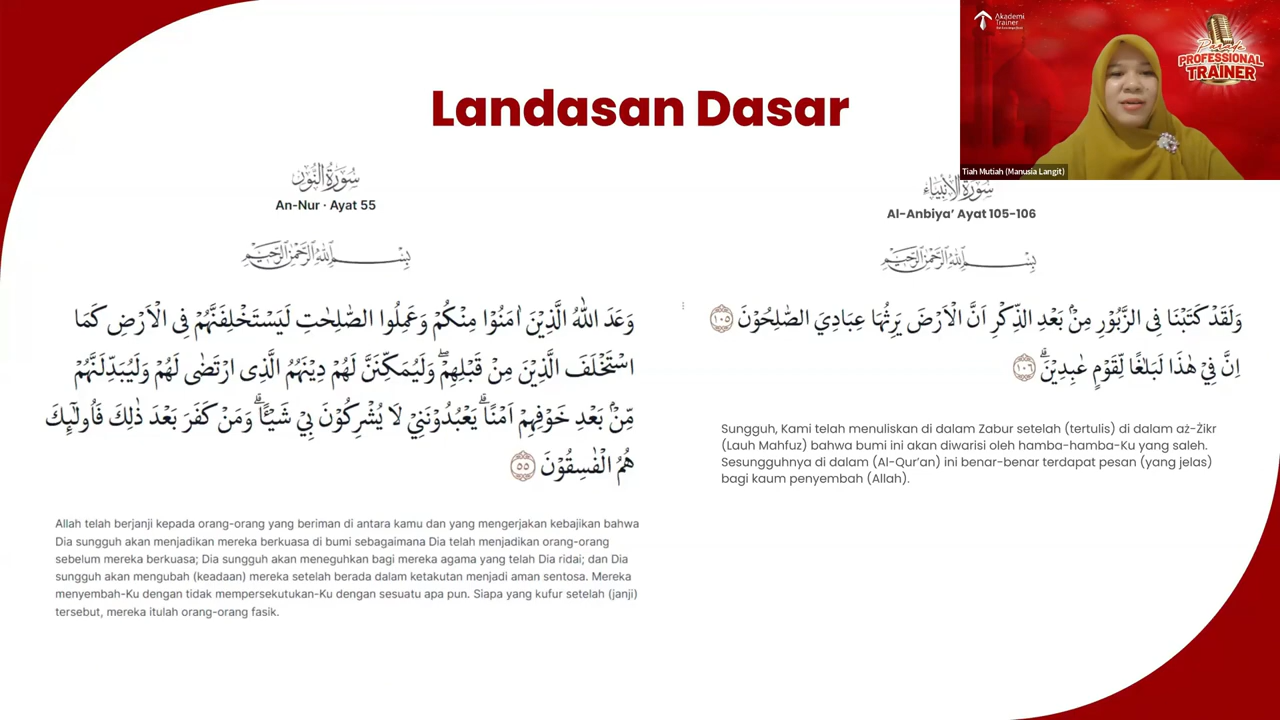 Landasan Dasar
سُورَةُ النُّورِ
An-Nur · Ayat 55
بِسْمِ اللّٰهِ الرَّحْمٰنِ الرَّحِيْمِ
وَعَدَ اللّٰهُ الَّذِيْنَ اٰمَنُوْا مِنْكُمْ وَعَمِلُوا الصّٰلِحٰتِ لَيَسْتَخْلِفَنَّهُمْ فِى الْاَرْضِ كَمَا
اسْتَخْلَفَ الَّذِيْنَ مِنْ قَبْلِهِمْۖ وَلَيُمَكِّنَنَّ لَهُمْ دِيْنَهُمُ الَّذِى ارْتَضٰى لَهُمْ وَلَيُبَدِّلَنَّهُمْ
مِّنْۢ بَعْدِ خَوْفِهِمْ اَمْنًاۗ يَعْبُدُوْنَنِيْ لَا يُشْرِكُوْنَ بِيْ شَيْـًٔاۗ وَمَنْ كَفَرَ بَعْدَ ذٰلِكَ فَاُولٰۤىِٕكَ
هُمُ الْفٰسِقُوْنَ ٥٥
Allah telah berjanji kepada orang-orang yang beriman di antara kamu dan yang mengerjakan kebajikan bahwa
Dia sungguh akan menjadikan mereka berkuasa di bumi sebagaimana Dia telah menjadikan orang-orang
sebelum mereka berkuasa; Dia sungguh akan meneguhkan bagi mereka agama yang telah Dia ridai; dan Dia
sungguh akan mengubah (keadaan) mereka setelah berada dalam ketakutan menjadi aman sentosa. Mereka
menyembah-Ku dengan tidak mempersekutukan-Ku dengan sesuatu apa pun. Siapa yang kufur setelah (janji)
tersebut, mereka itulah orang-orang fasik.
سُورَةُ الْأَنْبِيَاءِ
Al-Anbiya’ Ayat 105-106
بِسْمِ اللّٰهِ الرَّحْمٰنِ الرَّحِيْمِ
وَلَقَدْ كَتَبْنَا فِى الزَّبُوْرِ مِنْۢ بَعْدِ الذِّكْرِ اَنَّ الْاَرْضَ يَرِثُهَا عِبَادِيَ الصّٰلِحُوْنَ ١٠٥
اِنَّ فِيْ هٰذَا لَبَلٰغًا لِّقَوْمٍ عٰبِدِيْنَۗ ١٠٦
Sungguh, Kami telah menuliskan di dalam Zabur setelah (tertulis) di dalam aż-Żikr
(Lauh Mahfuz) bahwa bumi ini akan diwarisi oleh hamba-hamba-Ku yang saleh.
Sesungguhnya di dalam (Al-Qur’an) ini benar-benar terdapat pesan (yang jelas)
bagi kaum penyembah (Allah).
Akademi
Trainer
PROFESSIONAL
TRAINER
Tiah Mutiah (Manusia Langit)